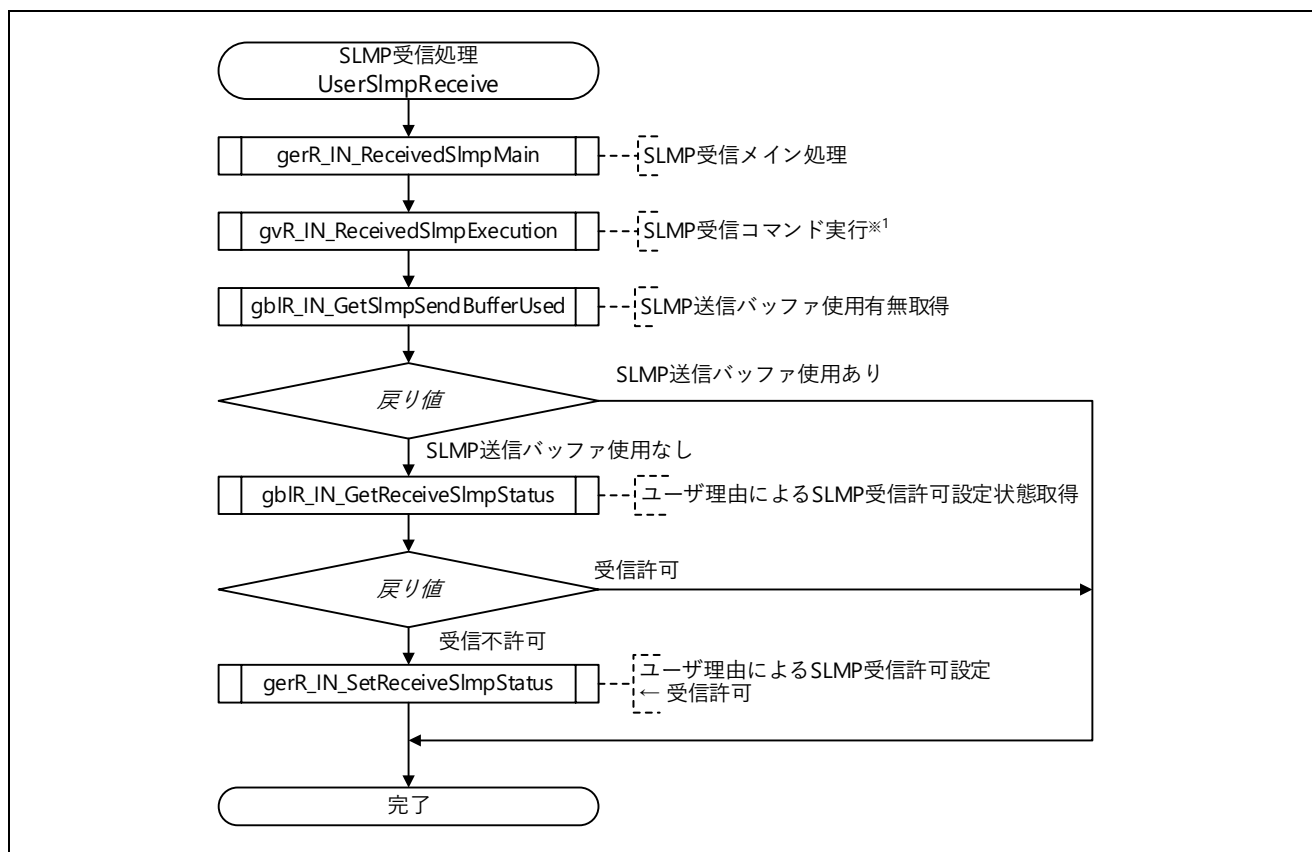 SLMP受信処理
UserSlmpReceive
gerR_IN_ReceivedSlmpMain
SLMP受信メイン処理
gvR_IN_ReceivedSlmpExecution
SLMP受信コマンド実行※1
gblR_IN_GetSlmpSendBufferUsed
SLMP送信バッファ使用有無取得
SLMP送信バッファ使用あり
戻り値
SLMP送信バッファ使用なし
gblR_IN_GetReceiveSlmpStatus
ユーザ理由によるSLMP受信許可設定状態取得
受信許可
戻り値
受信不許可
gerR_IN_SetReceiveSlmpStatus
ユーザ理由によるSLMP受信許可設定
← 受信許可
完了